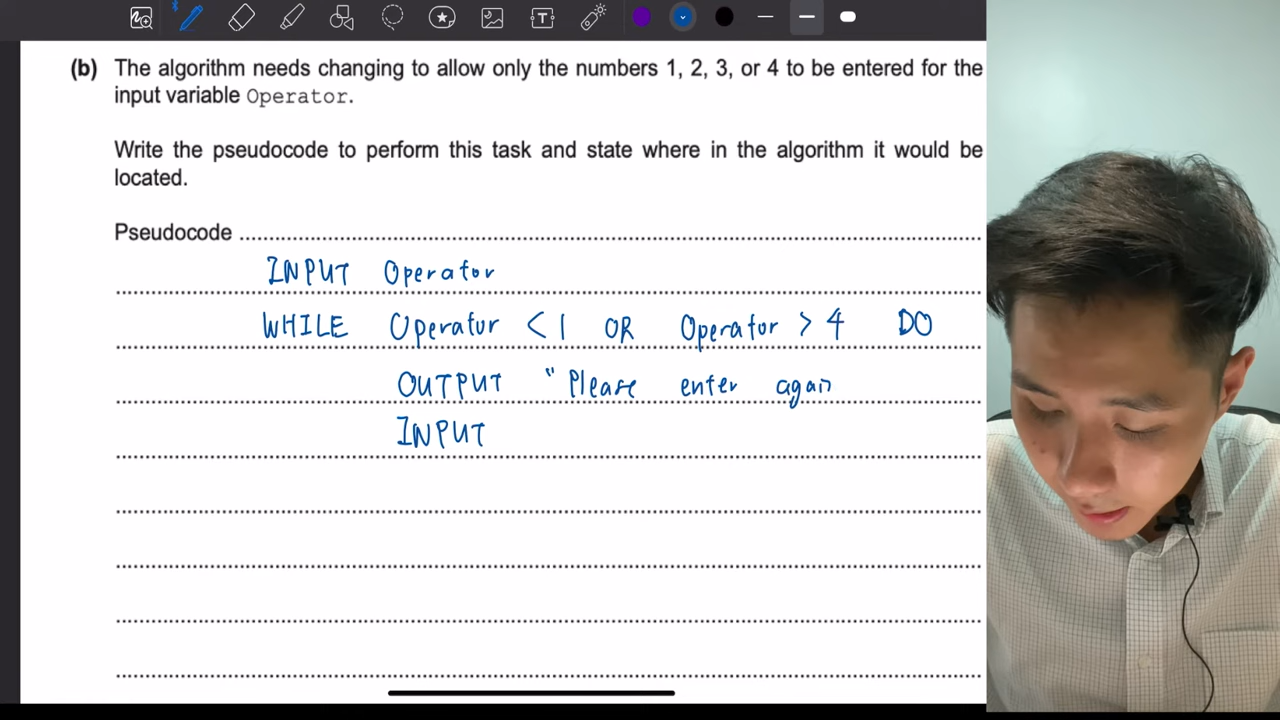 (b) The algorithm needs changing to allow only the numbers 1, 2, 3, or 4 to be entered for the
input variable Operator.
Write the pseudocode to perform this task and state where in the algorithm it would be
located.
Pseudocode
INPUT Operator
WHILE Operator < 1 OR Operator > 4 DO
OUTPUT "Please enter again
INPUT